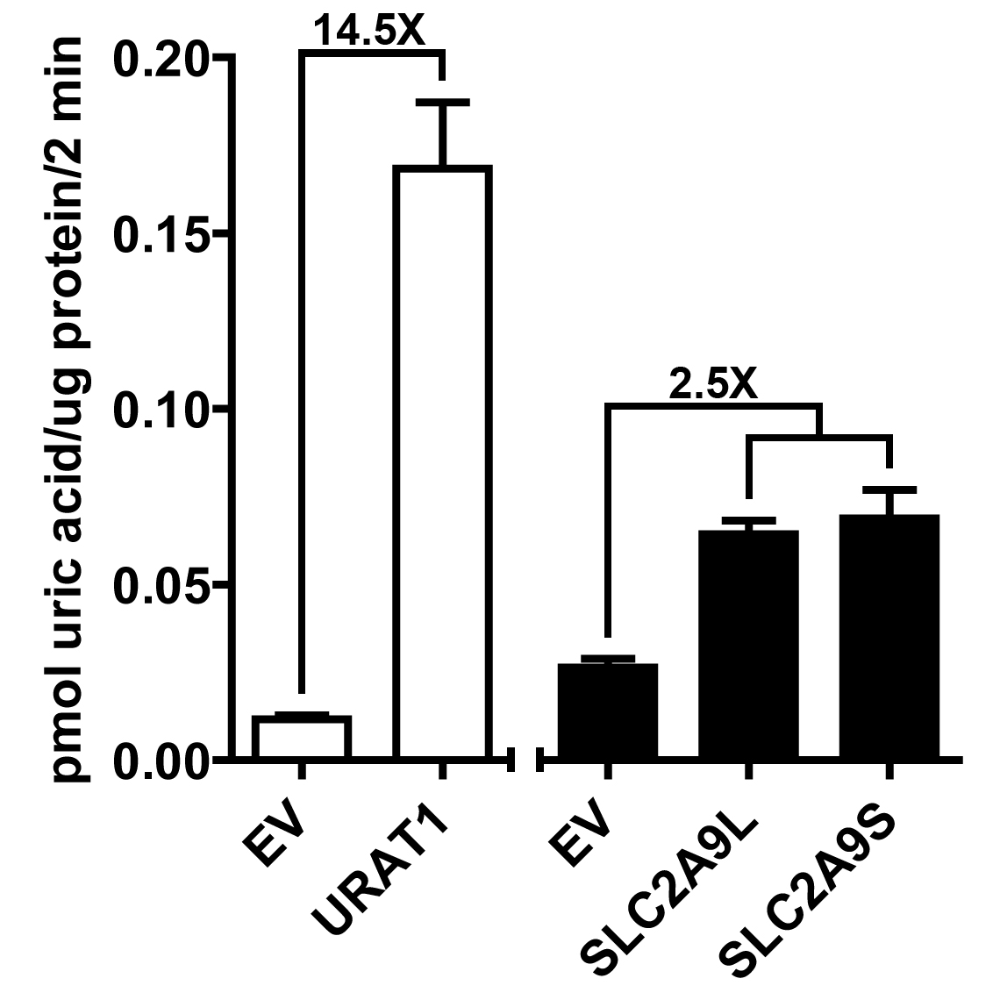 pmol uric acid/ug protein/2 min
0.20
0.15
0.10
0.05
0.00
14.5X
2.5X
EV
URAT1
EV
SLC2A9L
SLC2A9S